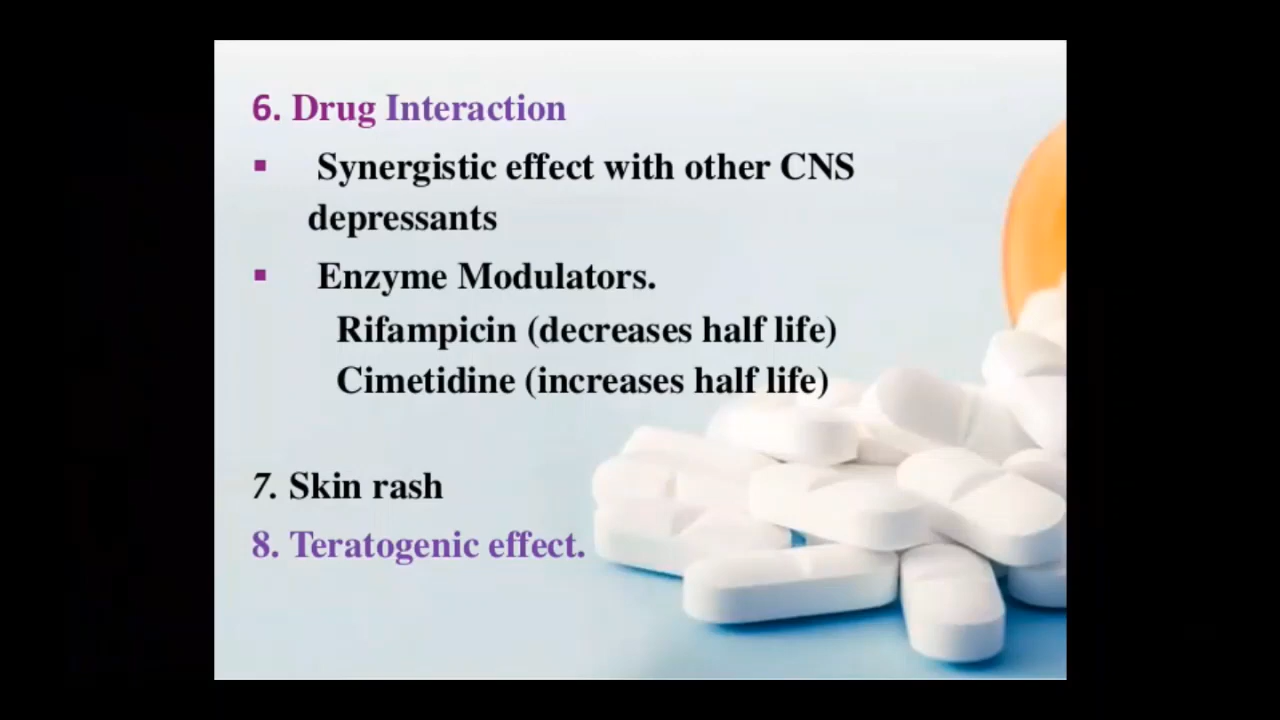 6. Drug Interaction
▪ Synergistic effect with other CNS
depressants
▪ Enzyme Modulators.
Rifampicin (decreases half life)
Cimetidine (increases half life)
7. Skin rash
8. Teratogenic effect.